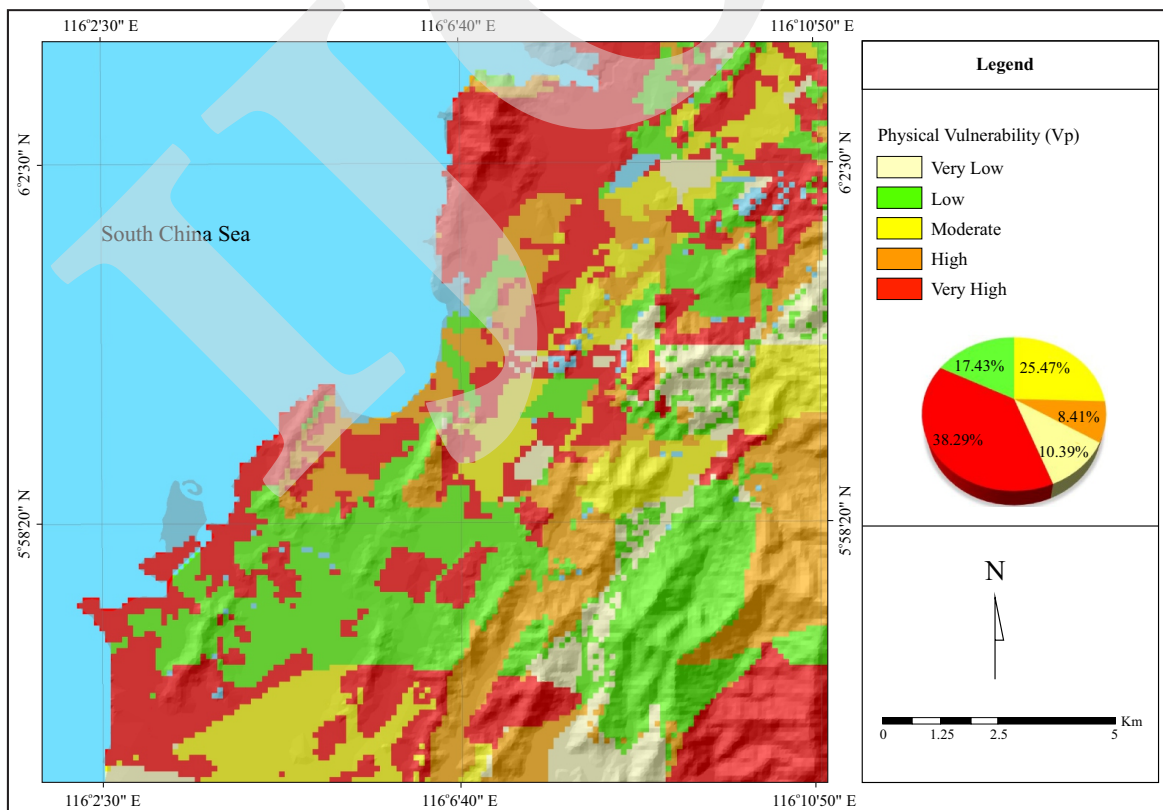 116°2'30" E
116°6'40" E
116°10'50" E
6°2'30" N
6°2'30" N
South China Sea
5°58'20" N
5°58'20" N
116°2'30" E
116°6'40" E
116°10'50" E
Legend
Physical Vulnerability (Vp)
Very Low
Low
Moderate
High
Very High
17.43%
25.47%
8.41%
38.29%
10.39%
N
Km
0 1.25 2.5 5